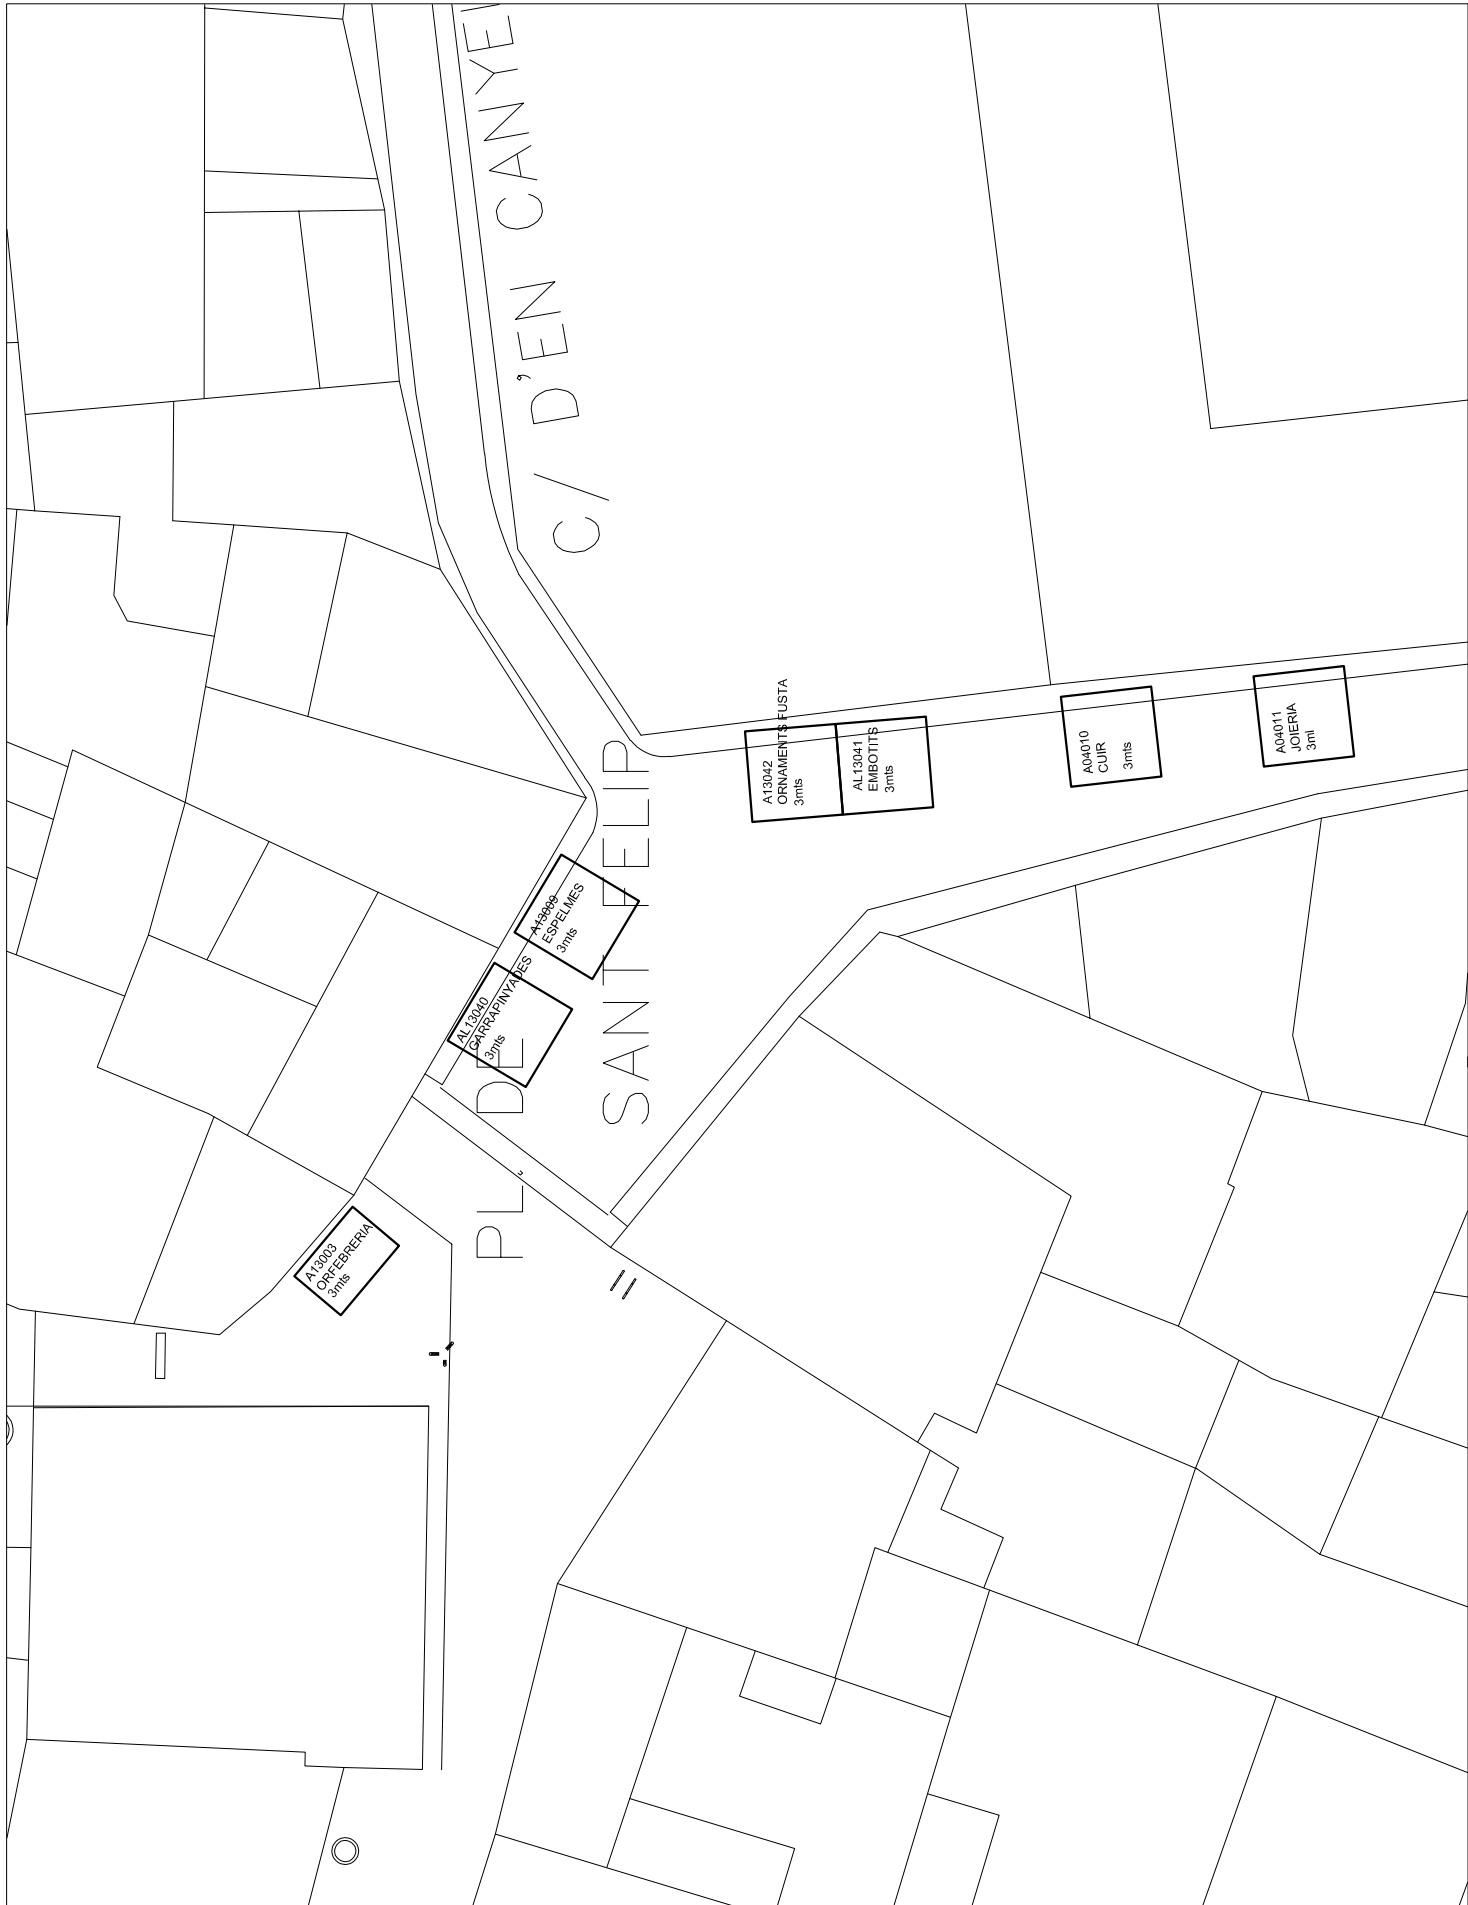 C/ D'EN CANYE
PL. DE
SANT FELIP
A13042
ORNAMENTS FUSTA
3mts
AL13041
EMBOTITS
3mts
A04010
CUIR
3mts
A04011
JOIERIA
3ml
A13009
ESPELMES
3mts
AL13040
GARRAPINYADES
3mts
A13003
ORFEBRERIA
3mts